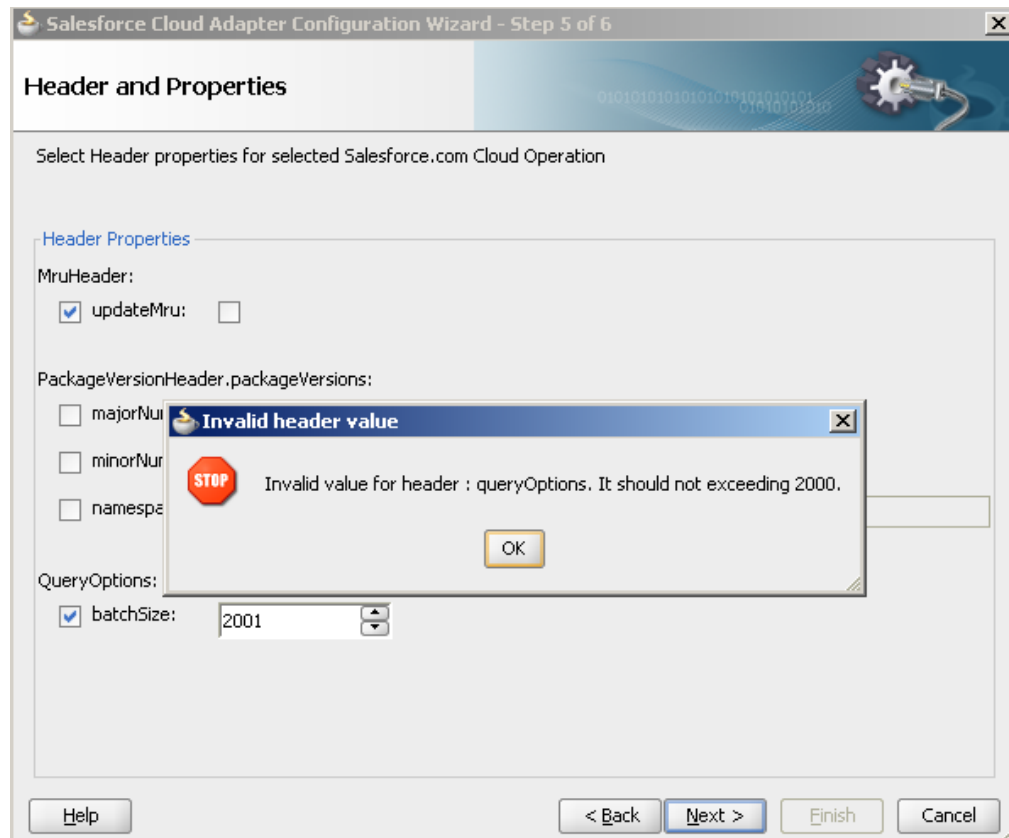 Salesforce Cloud Adapter Configuration Wizard - Step 5 of 6
Header and Properties
Select Header properties for selected Salesforce.com Cloud Operation
Header Properties
MruHeader:
updateMru:
PackageVersionHeader.packageVersions:
majorNu
Invalid header value
minorNu
STOP
Invalid value for header : queryOptions. It should not exceeding 2000.
namespa
OK
QueryOptions:
batchSize:
2001
Help
< Back
Next >
Finish
Cancel